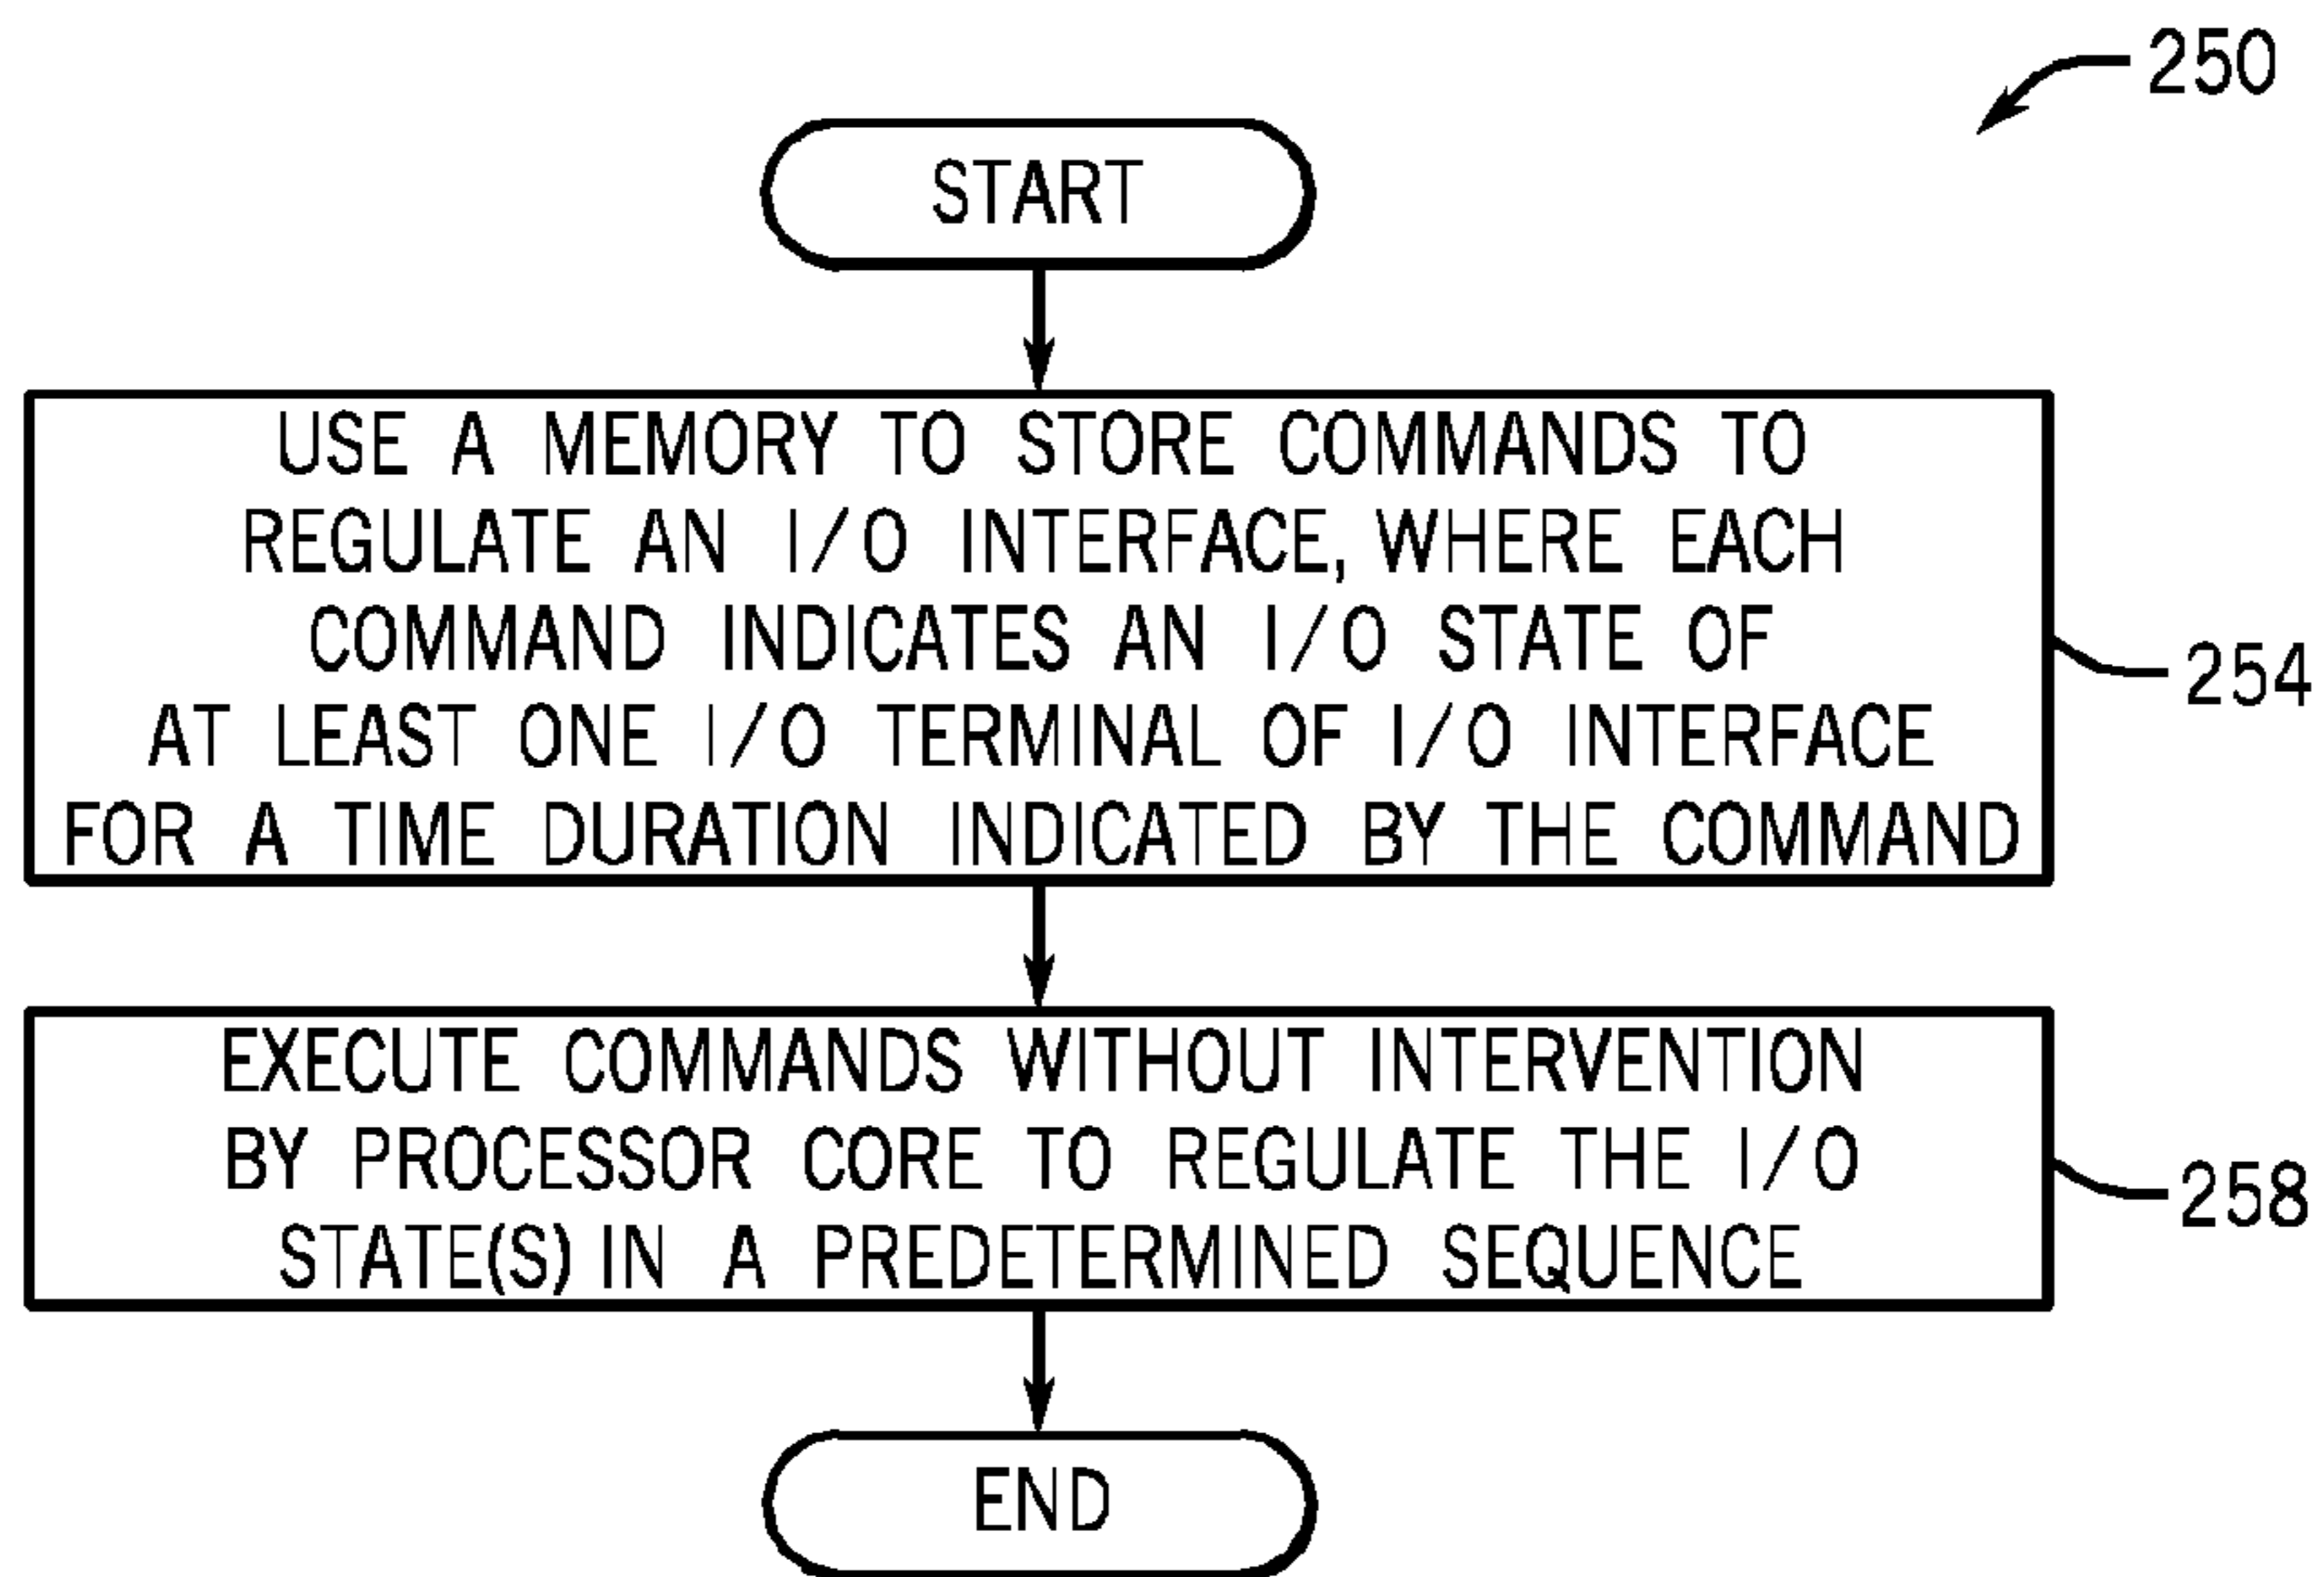 250
START
USE A MEMORY TO STORE COMMANDS TO
REGULATE AN I/O INTERFACE, WHERE EACH
COMMAND INDICATES AN I/O STATE OF
AT LEAST ONE I/O TERMINAL OF I/O INTERFACE
FOR A TIME DURATION INDICATED BY THE COMMAND
254
EXECUTE COMMANDS WITHOUT INTERVENTION
BY PROCESSOR CORE TO REGULATE THE I/O
STATE(S) IN A PREDETERMINED SEQUENCE
258
END